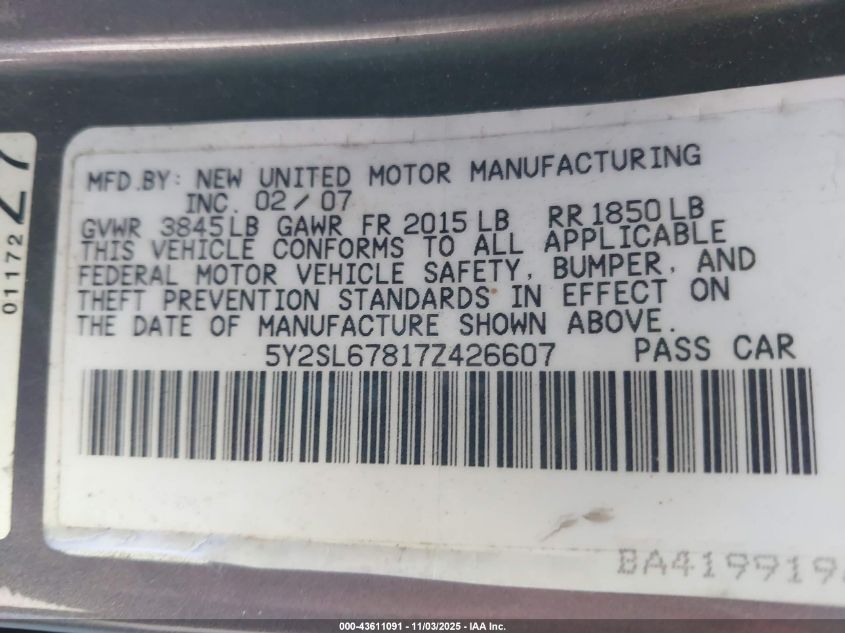 MFD.BY: NEW UNITED MOTOR MANUFACTURING
INC. 02/07
GVWR 3845LB GAWR FR 2015LB RR 1850LB
THIS VEHICLE CONFORMS TO ALL APPLICABLE
FEDERAL MOTOR VEHICLE SAFETY, BUMPER, AND
THEFT PREVENTION STANDARDS IN EFFECT ON
THE DATE OF MANUFACTURE SHOWN ABOVE.
5Y2SL67817Z426607 PASS CAR
BA419919
01172
27
000-43611091 - 11/03/2025 - IAA Inc.